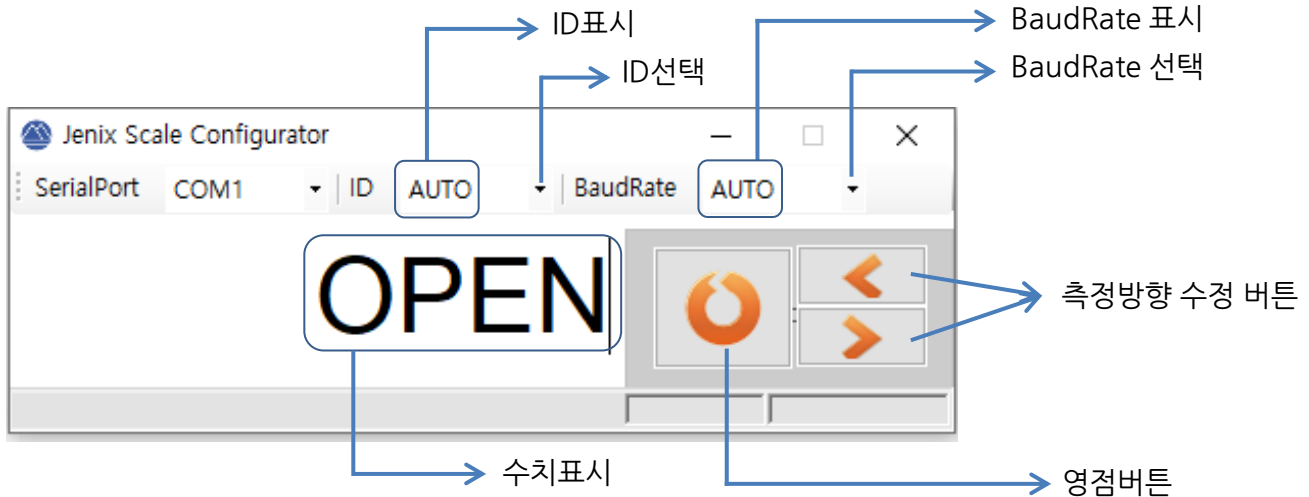 ID표시
BaudRate 표시
ID선택
BaudRate 선택
Jenix Scale Configurator
SerialPort COM1 ID AUTO BaudRate AUTO
OPEN
측정방향 수정 버튼
수치표시
영점버튼